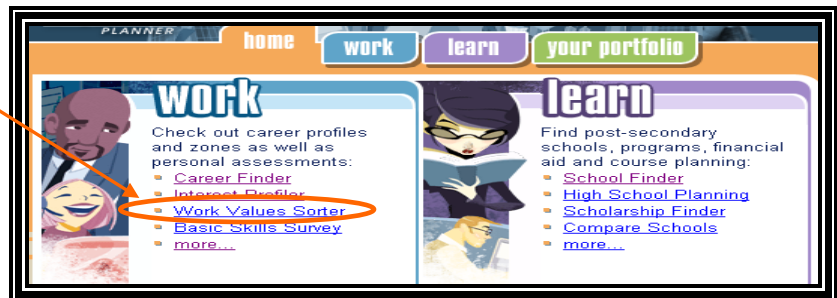 PLANNER
home work learn your portfolio
work
Check out career profiles
and zones as well as
personal assessments:
Career Finder
Interest Profiler
Work Values Sorter
Basic Skills Survey
more...
learn
Find post-secondary
schools, programs, financial
aid and course planning:
School Finder
High School Planning
Scholarship Finder
Compare Schools
more...